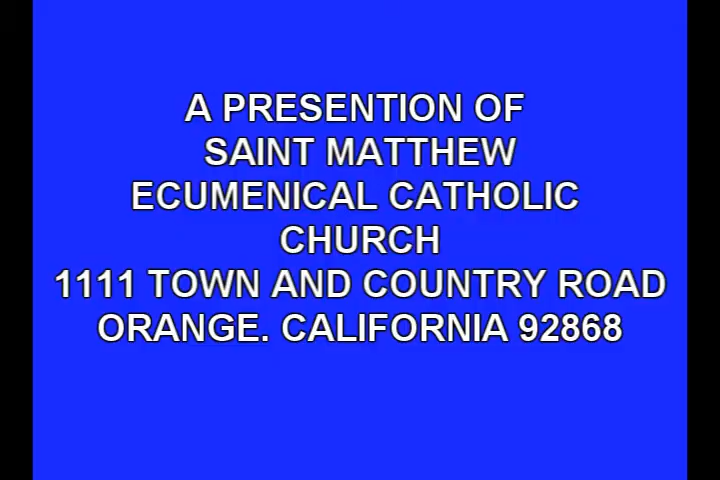 A PRESENTION OF
SAINT MATTHEW
ECUMENICAL CATHOLIC
CHURCH
1111 TOWN AND COUNTRY ROAD
ORANGE. CALIFORNIA 92868